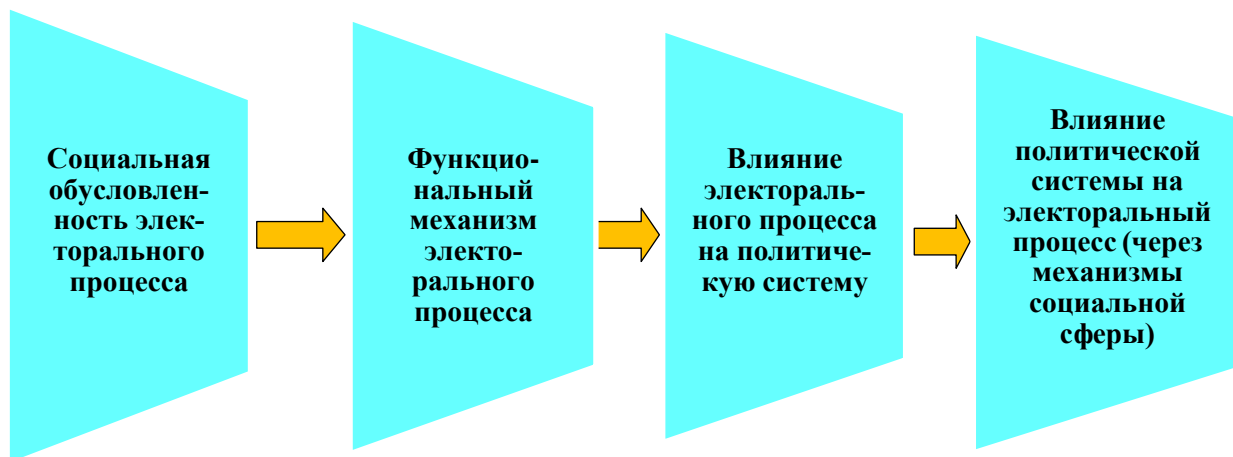 Социальная
обусловлен-
ность элек-
торального
процесса
Функцио-
нальный
механизм
электо-
рального
процесса
Влияние
электораль-
ного процесса
на политиче-
скую систему
Влияние
политической
системы на
электоральный
процесс (через
механизмы
социальной
сферы)